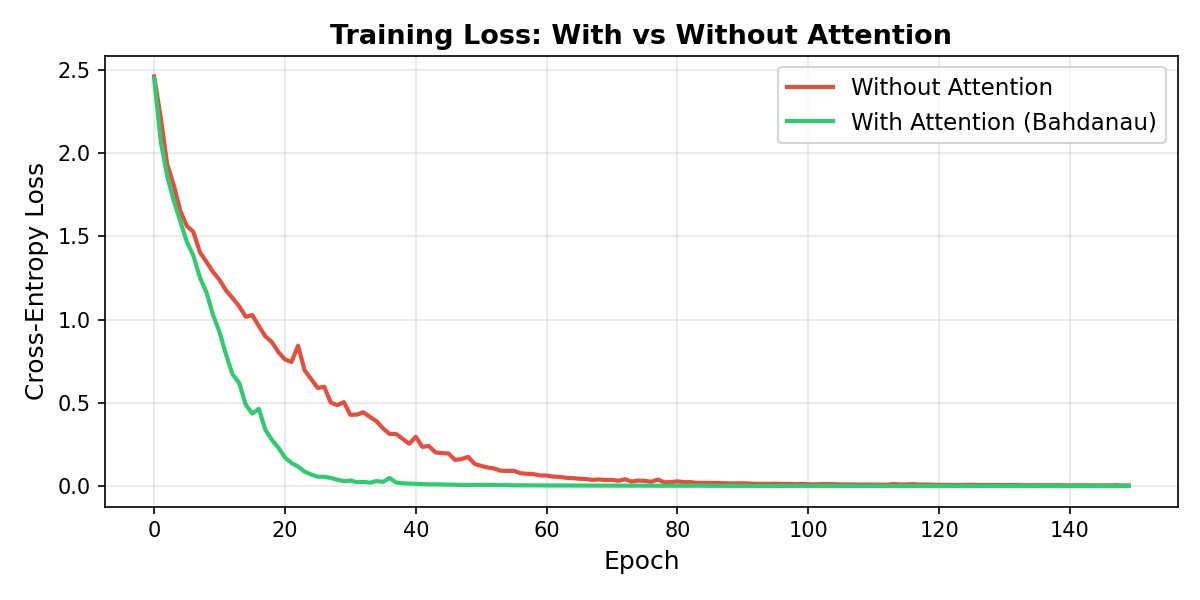 Training Loss: With vs Without Attention
2.5
2.0
1.5
1.0
0.5
0.0
Cross-Entropy Loss
Without Attention
With Attention (Bahdanau)
0 20 40 60 80 100 120 140
Epoch